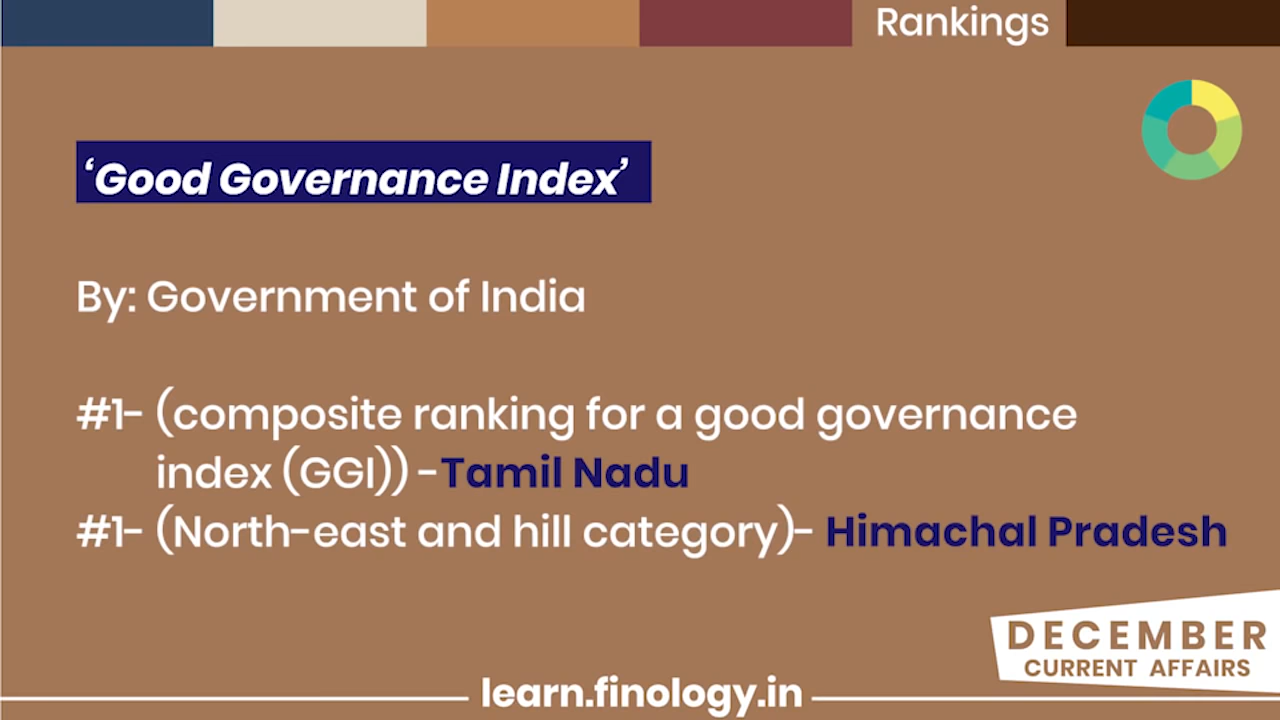 Rankings
‘Good Governance Index’
By: Government of India
#1- (composite ranking for a good governance
index (GGI)) -Tamil Nadu
#1- (North-east and hill category)- Himachal Pradesh
DECEMBER
CURRENT AFFAIRS
learn.finology.in